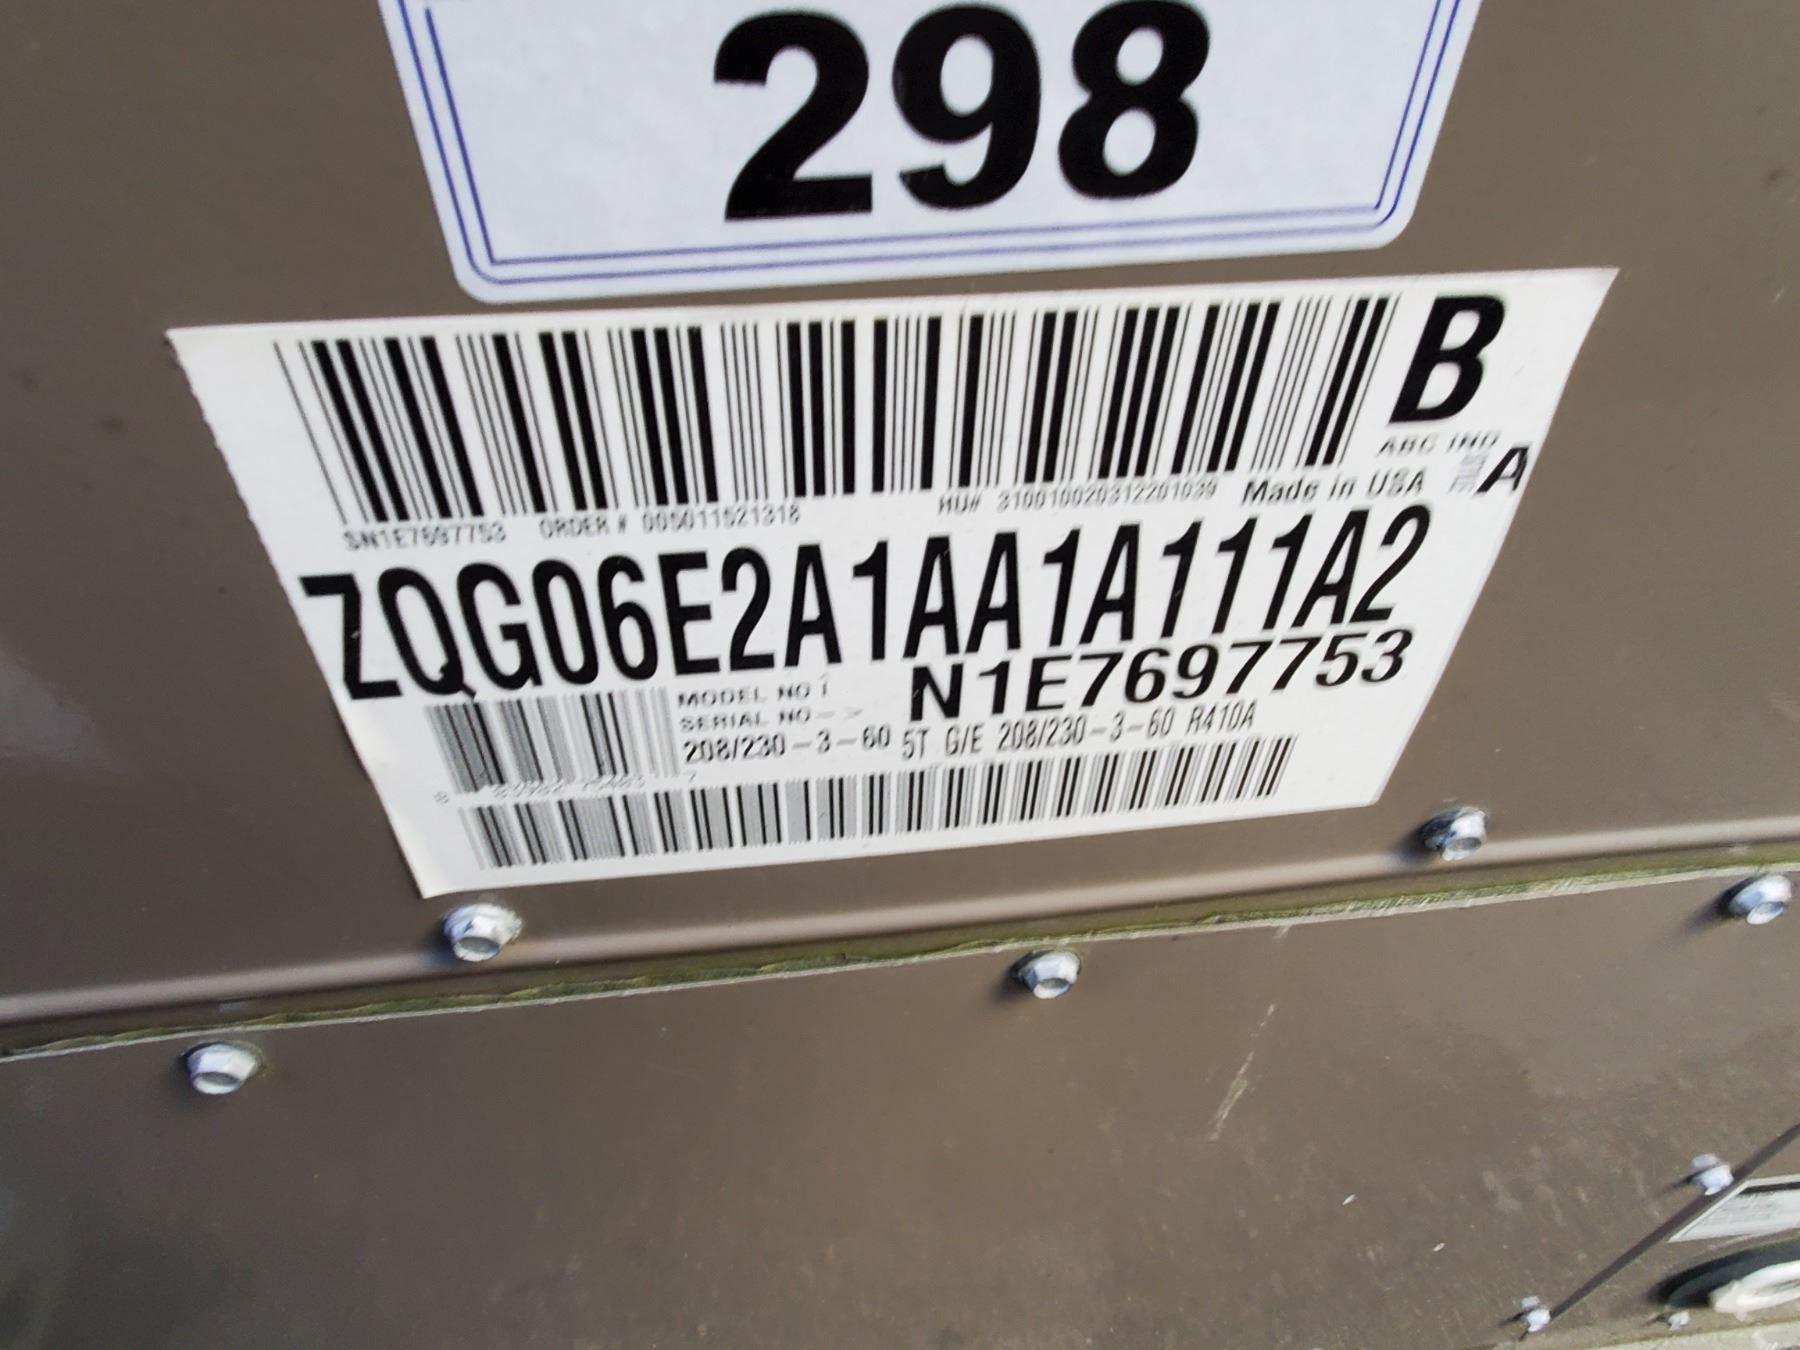 298
B
ABC IND
A
SN1E7697753 ORDER # 005011521318 HU# 310010020312201039 Made in USA
ZQG06E2A1AA1A111A2
MODEL NO
SERIAL NO -> N1E7697753
208/230-3-60 5T G/E 208/230-3-60 R410A